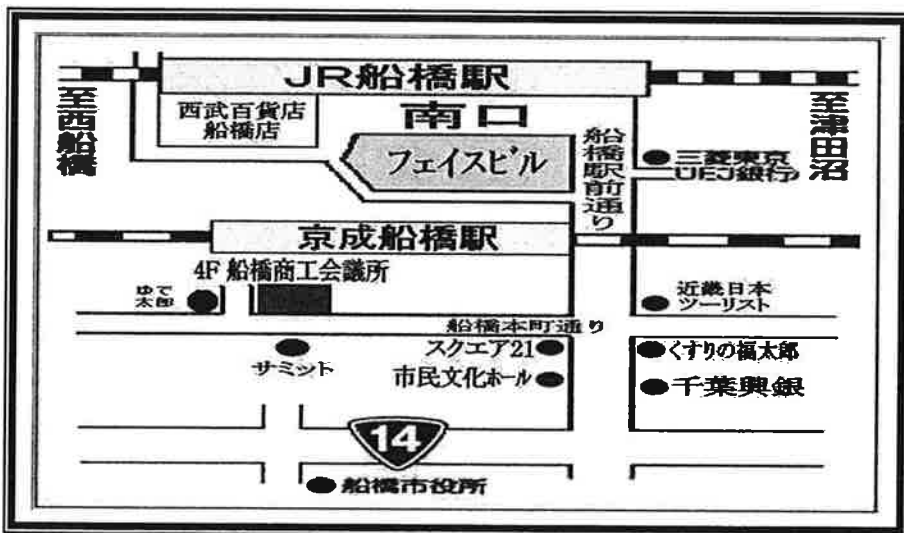 JR船橋駅
至西船橋
西武百貨店
船橋店
南口
フェイスビル
船橋駅前通り
三菱東京
UFJ銀行
至津田沼
京成船橋駅
4F 船橋商工会議所
ゆで
太郎
近畿日本
ツーリスト
船橋本町通り
サミット
スクエア21
市民文化ホール
くすりの福太郎
千葉興銀
14
船橋市役所